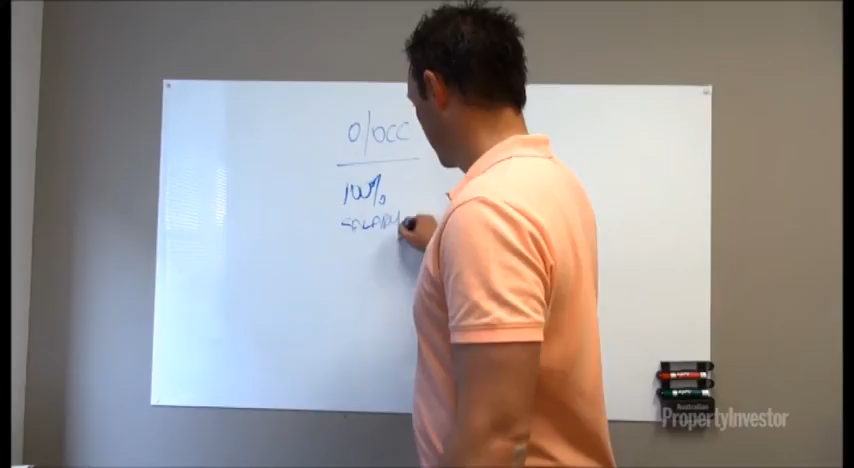 O/OCC
100%
SALARY
Australian
PropertyInvestor